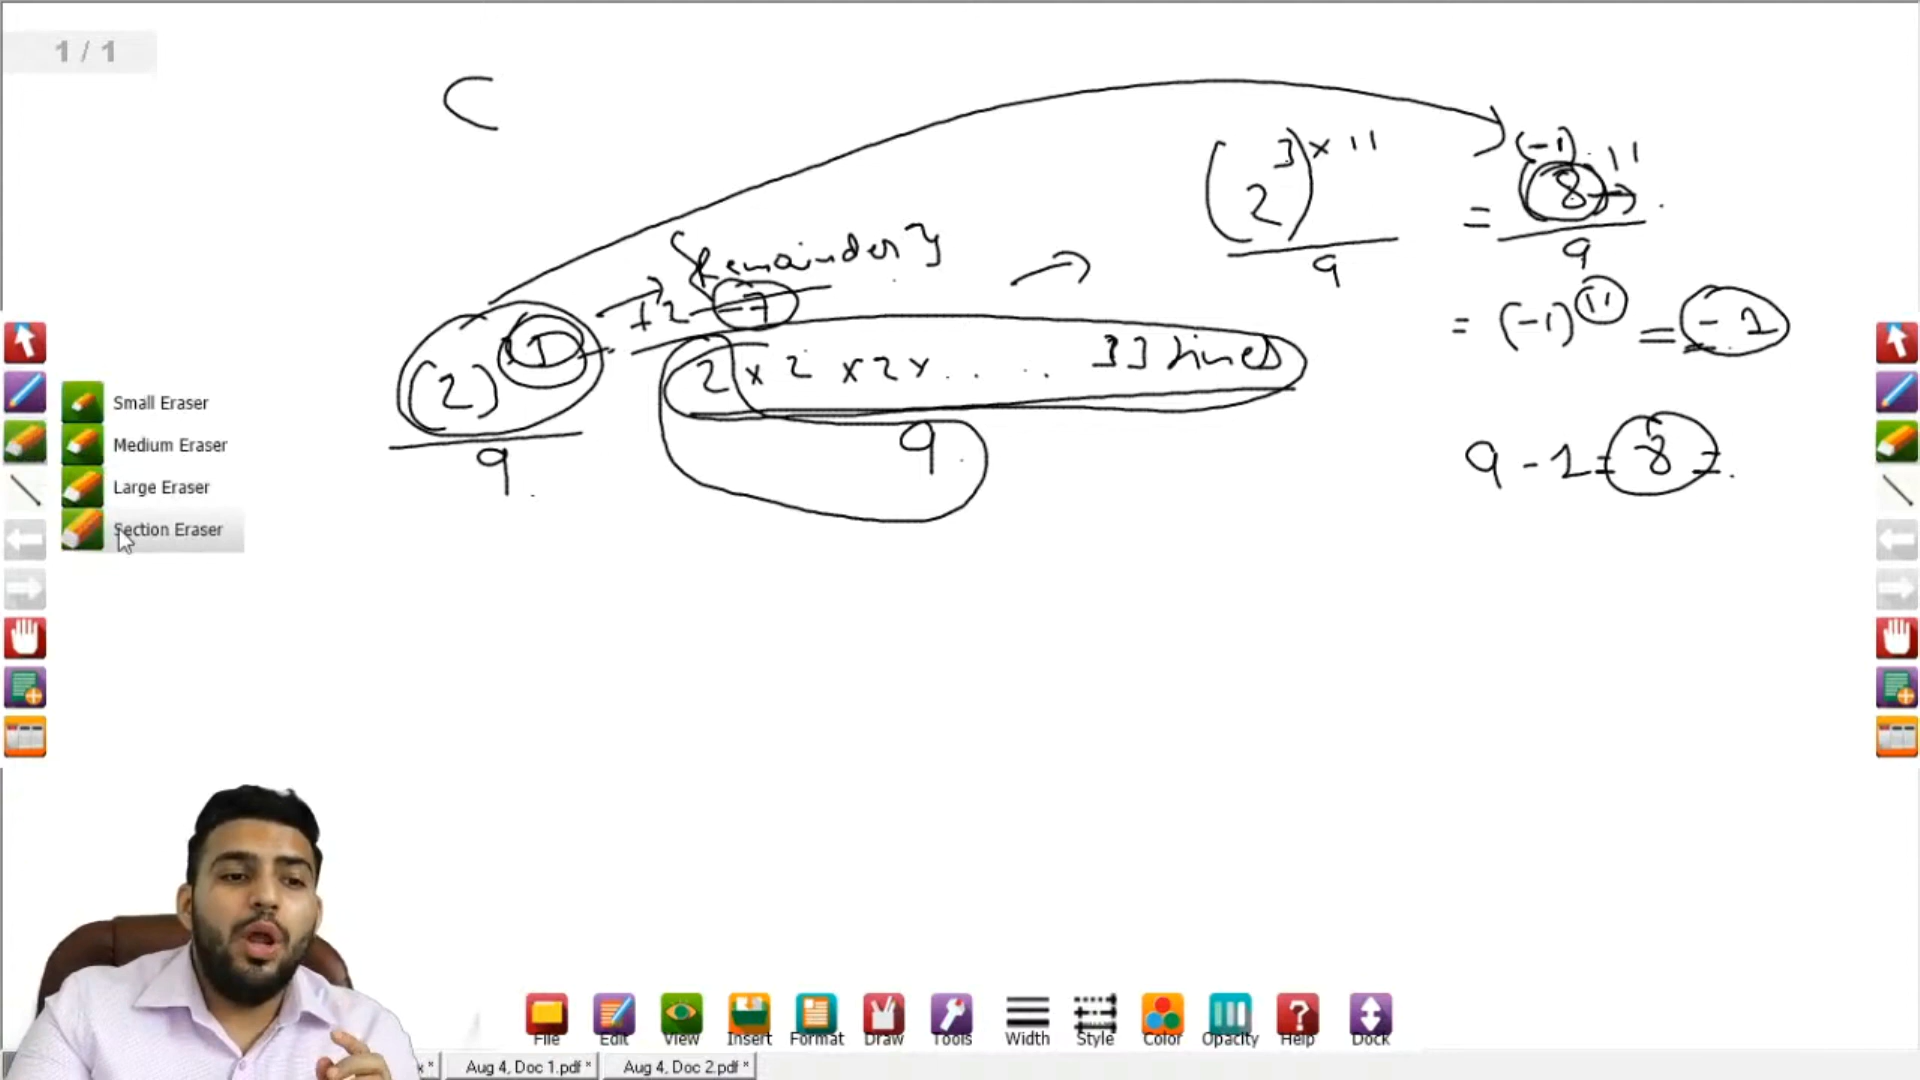 1 / 1
(
{Remainder}
(2)
9
2 x 2 x 2 x . . . . . 33 times
9
(2^3) x 11
9
= (-1) 11
8
9
= (-1)^11 = -1
9 - 1 = 8 =
Small Eraser
Medium Eraser
Large Eraser
Section Eraser
File Edit View Insert Format Draw Tools Width Style Color Opacity Help Dock
x * Aug 4, Doc 1.pdf * Aug 4, Doc 2.pdf *